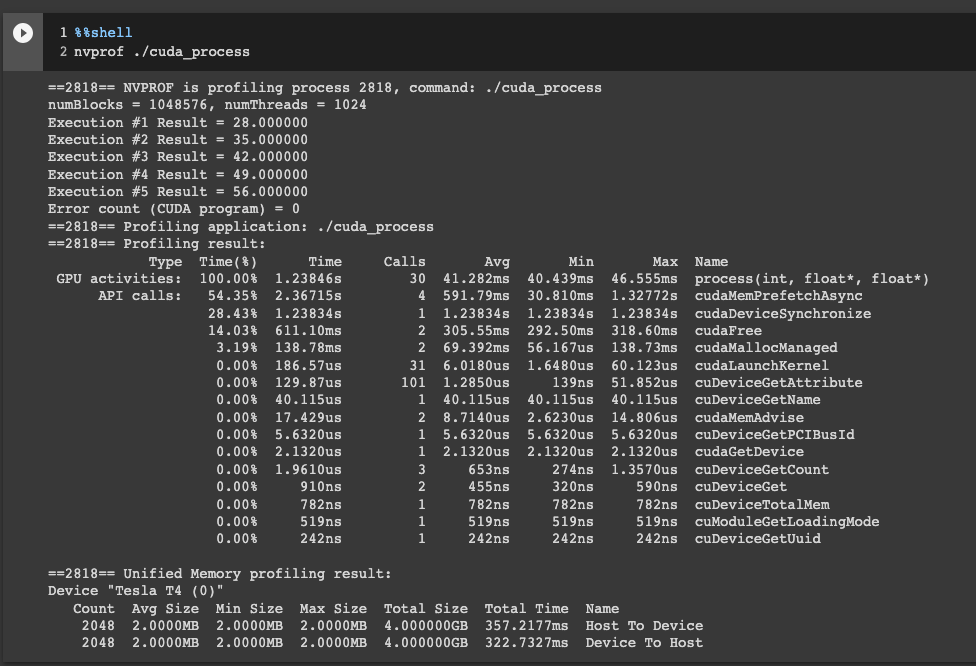 1 %%shell
2 nvprof ./cuda_process
==2818== NVPROF is profiling process 2818, command: ./cuda_process
numBlocks = 1048576, numThreads = 1024
Execution #1 Result = 28.000000
Execution #2 Result = 35.000000
Execution #3 Result = 42.000000
Execution #4 Result = 49.000000
Execution #5 Result = 56.000000
Error count (CUDA program) = 0
==2818== Profiling application: ./cuda_process
==2818== Profiling result:
Type Time(%) Time Calls Avg Min Max Name
GPU activities: 100.00% 1.23846s 30 41.282ms 40.439ms 46.555ms process(int, float*, float*)
API calls: 54.35% 2.36715s 4 591.79ms 30.810ms 1.32772s cudaMemPrefetchAsync
28.43% 1.23834s 1 1.23834s 1.23834s 1.23834s cudaDeviceSynchronize
14.03% 611.10ms 2 305.55ms 292.50ms 318.60ms cudaFree
3.19% 138.78ms 2 69.392ms 56.167us 138.73ms cudaMallocManaged
0.00% 186.57us 31 6.0180us 1.6480us 60.123us cudaLaunchKernel
0.00% 129.87us 101 1.2850us 139ns 51.852us cuDeviceGetAttribute
0.00% 40.115us 1 40.115us 40.115us 40.115us cuDeviceGetName
0.00% 17.429us 2 8.7140us 2.6230us 14.806us cudaMemAdvise
0.00% 5.6320us 1 5.6320us 5.6320us 5.6320us cuDeviceGetPCIBusId
0.00% 2.1320us 1 2.1320us 2.1320us 2.1320us cudaGetDevice
0.00% 1.9610us 3 653ns 274ns 1.3570us cuDeviceGetCount
0.00% 910ns 2 455ns 320ns 590ns cuDeviceGet
0.00% 782ns 1 782ns 782ns 782ns cuDeviceTotalMem
0.00% 519ns 1 519ns 519ns 519ns cuModuleGetLoadingMode
0.00% 242ns 1 242ns 242ns 242ns cuDeviceGetUuid
==2818== Unified Memory profiling result:
Device "Tesla T4 (0)"
Count Avg Size Min Size Max Size Total Size Total Time Name
2048 2.0000MB 2.0000MB 2.0000MB 4.000000GB 357.2177ms Host To Device
2048 2.0000MB 2.0000MB 2.0000MB 4.000000GB 322.7327ms Device To Host